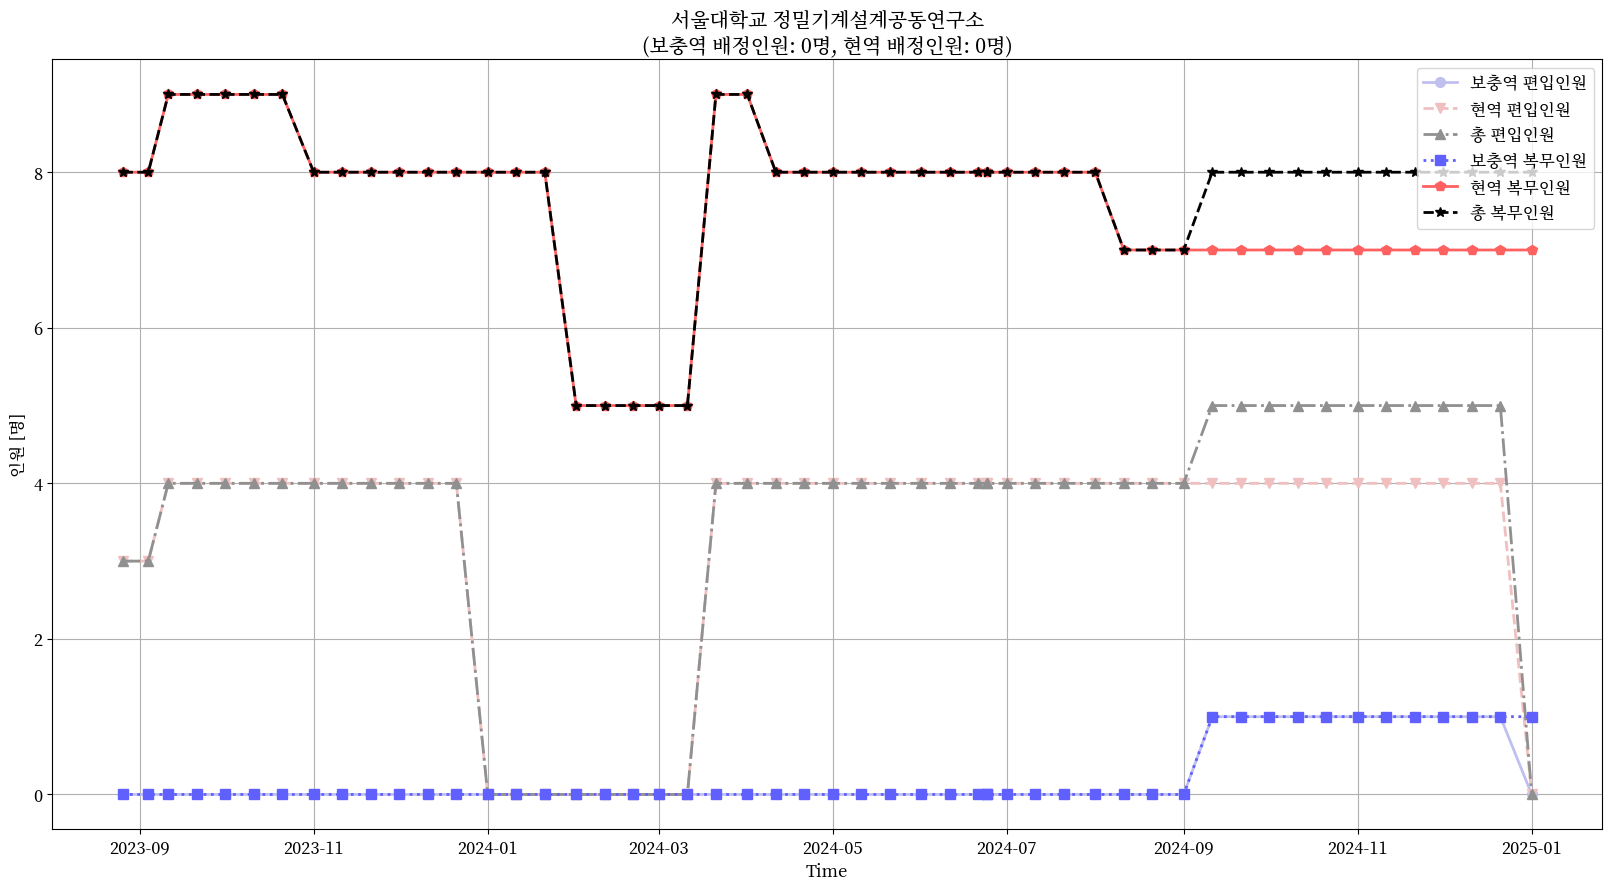 서울대학교 정밀기계설계공동연구소
(보충역 배정인원: 0명, 현역 배정인원: 0명)
보충역 편입인원
현역 편입인원
총 편입인원
보충역 복무인원
현역 복무인원
총 복무인원
인원 [명]
8
6
4
2
0
2023-09
2023-11
2024-01
2024-03
2024-05
2024-07
2024-09
2024-11
2025-01
Time